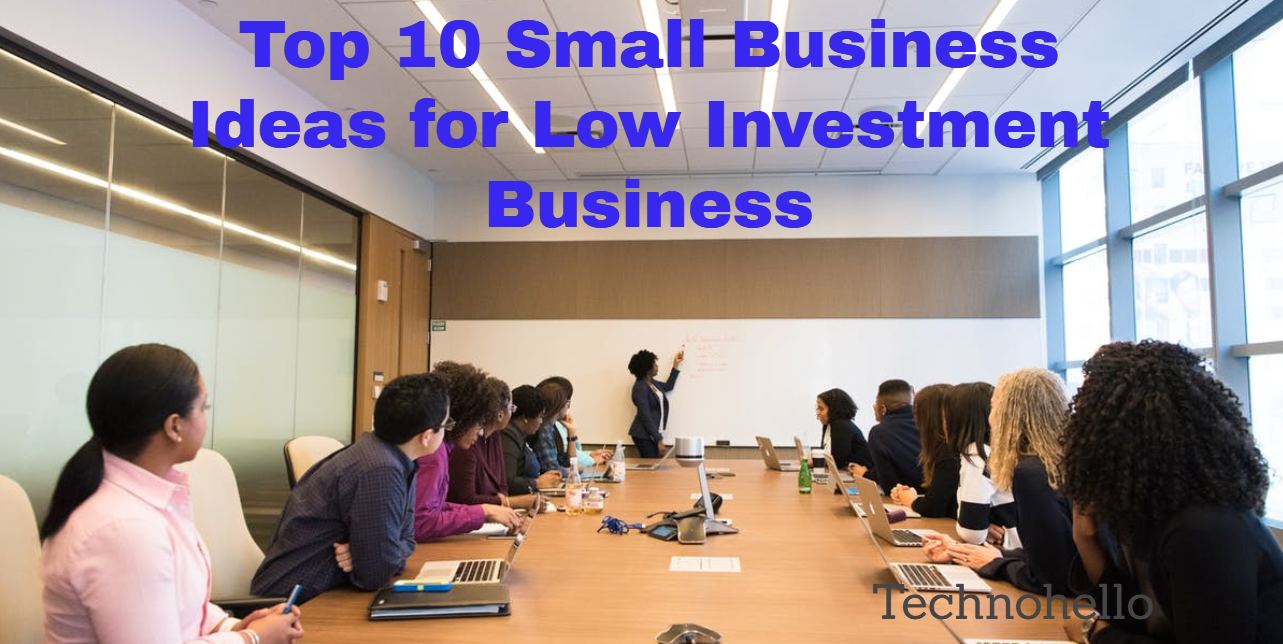 Top 10 Small Business
Ideas for Low Investment
Business
Technohello